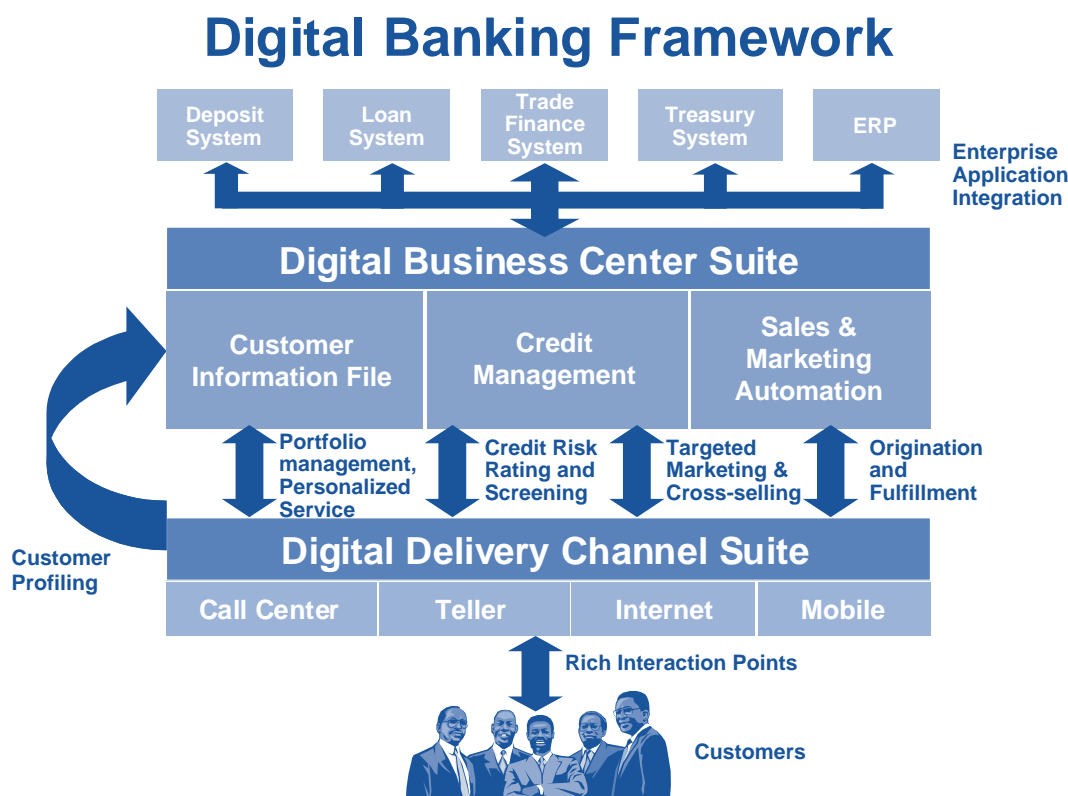 Digital Banking Framework
Deposit
System
Loan
System
Trade
Finance
System
Treasury
System
ERP
Enterprise
Application
Integration
Digital Business Center Suite
Customer
Information File
Credit
Management
Sales &
Marketing
Automation
Portfolio
management,
Personalized
Service
Credit Risk
Rating and
Screening
Targeted
Marketing &
Cross-selling
Origination
and
Fulfillment
Customer
Profiling
Digital Delivery Channel Suite
Call Center
Teller
Internet
Mobile
Rich Interaction Points
Customers